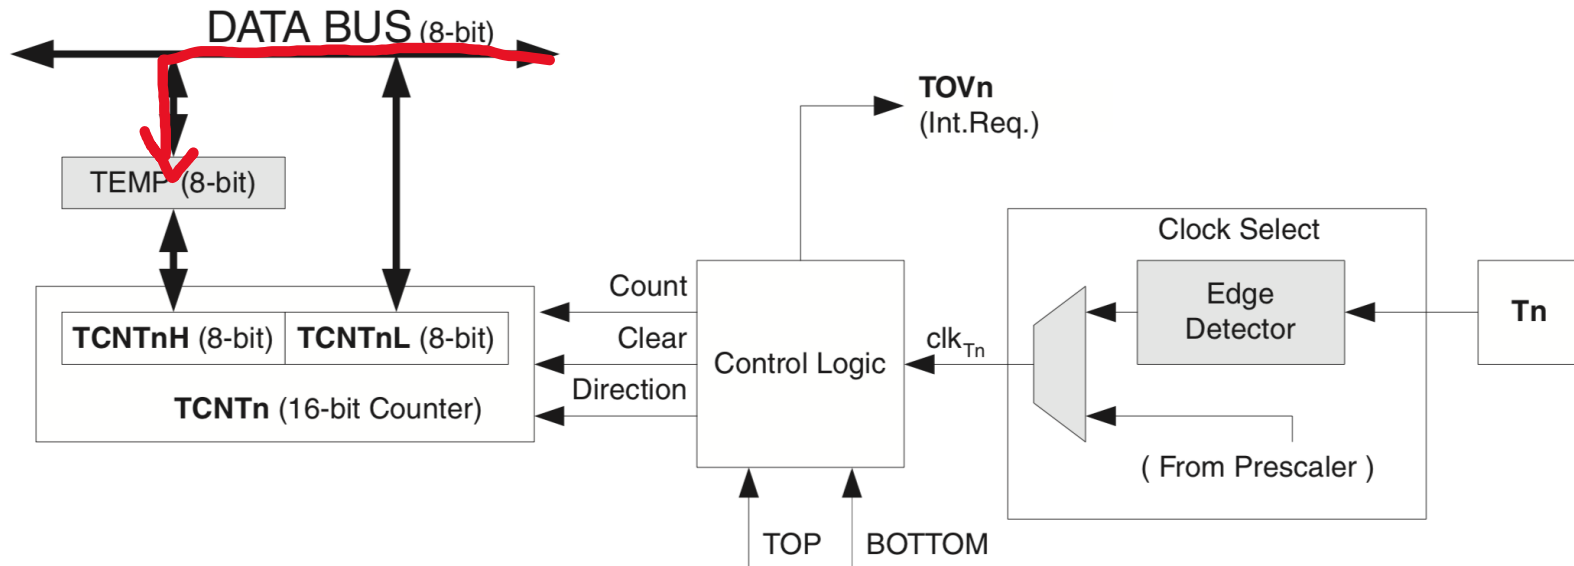 DATA BUS (8-bit)
TOVn
(Int.Req.)
TEMP (8-bit)
Clock Select
Count
Edge
Detector
Tn
TCNTnH (8-bit) TCNTnL (8-bit)
Clear
Control Logic
clkTn
Direction
TCNTn (16-bit Counter)
( From Prescaler )
TOP
BOTTOM